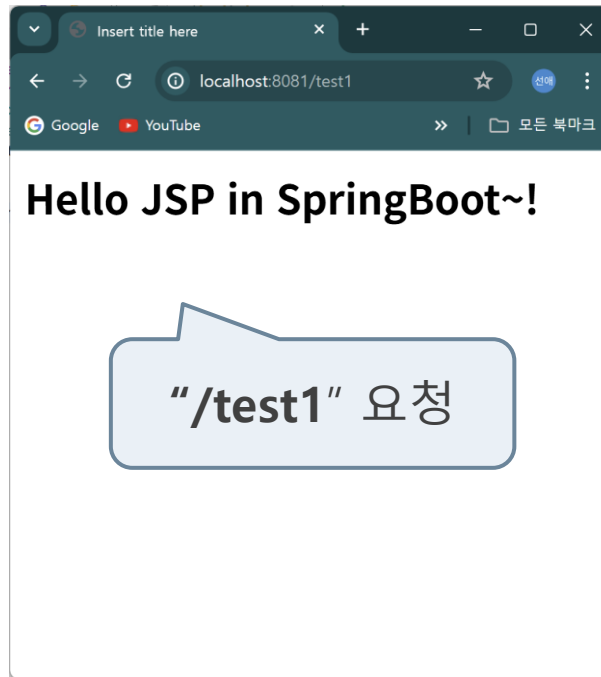 Insert title here
localhost:8081/test1
선애
Google YouTube » 모든 북마크
Hello JSP in SpringBoot~!
“/test1” 요청